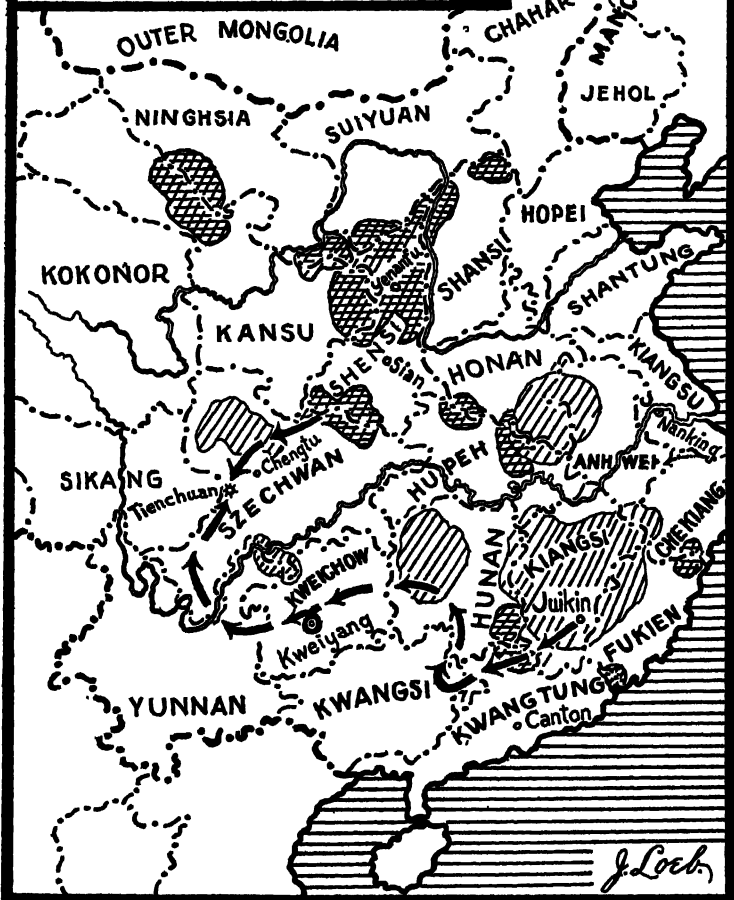 OUTER MONGOLIA
CHAHAR
MANC
JEHOL
NINGHSIA
SUIYUAN
HOPEI
KOKONOR
Yenanfu
SHANSI
SHANTUNG
KANSU
SHENSI
Sian
HONAN
KIANGSU
Nanking
Chengtu
ANHWEI
SIKANG
Tienchuan
SZECHWAN
HUPEH
CHEKIANG
KIANGSI
KWEICHOW
HUNAN
Juikin
Kweiyang
FUKIEN
YUNNAN
KWANGSI
KWANGTUNG
Canton
J. Loeb.